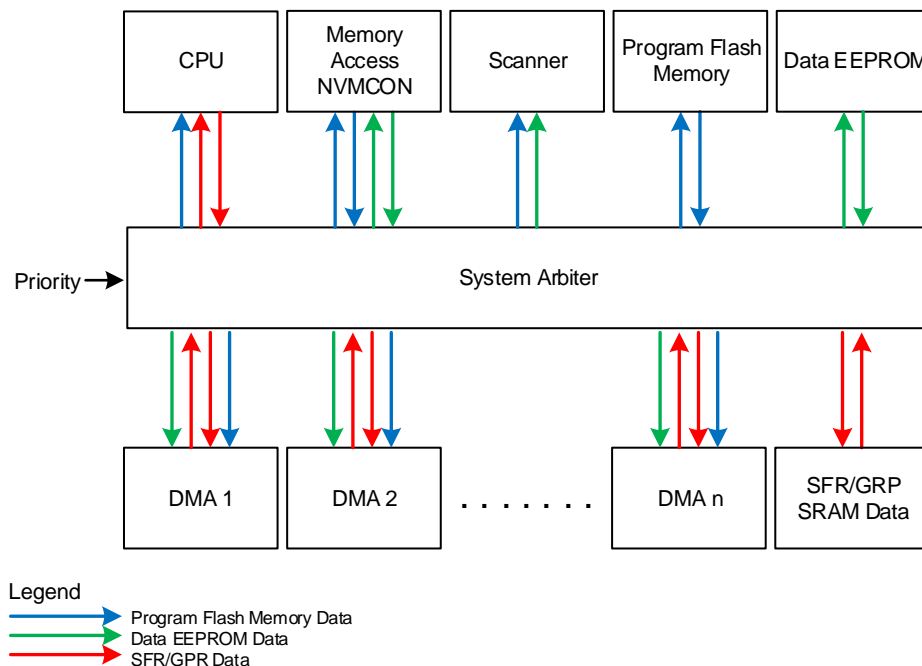 CPU
Memory
Access
NVMCON
Scanner
Program Flash
Memory
Data EEPROM
Priority
System Arbiter
DMA 1
DMA 2
. . . . . . .
DMA n
SFR/GRP
SRAM Data
Legend
Program Flash Memory Data
Data EEPROM Data
SFR/GPR Data